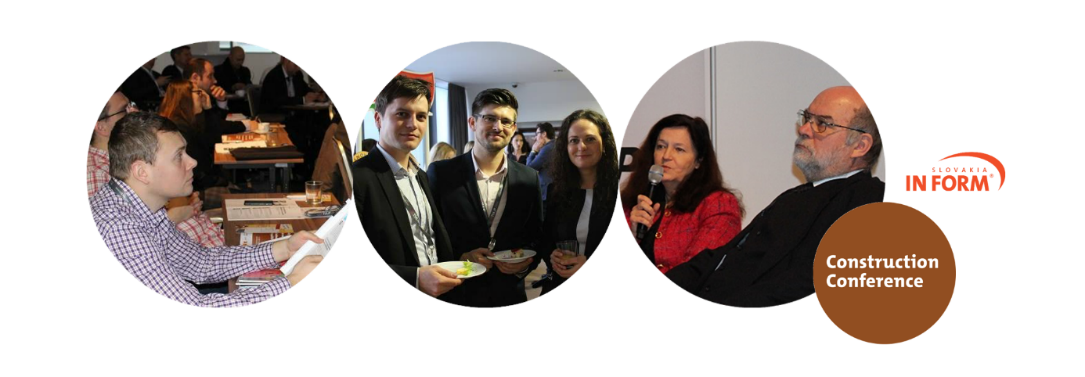 SLOVAKIA
IN FORM®
Construction
Conference